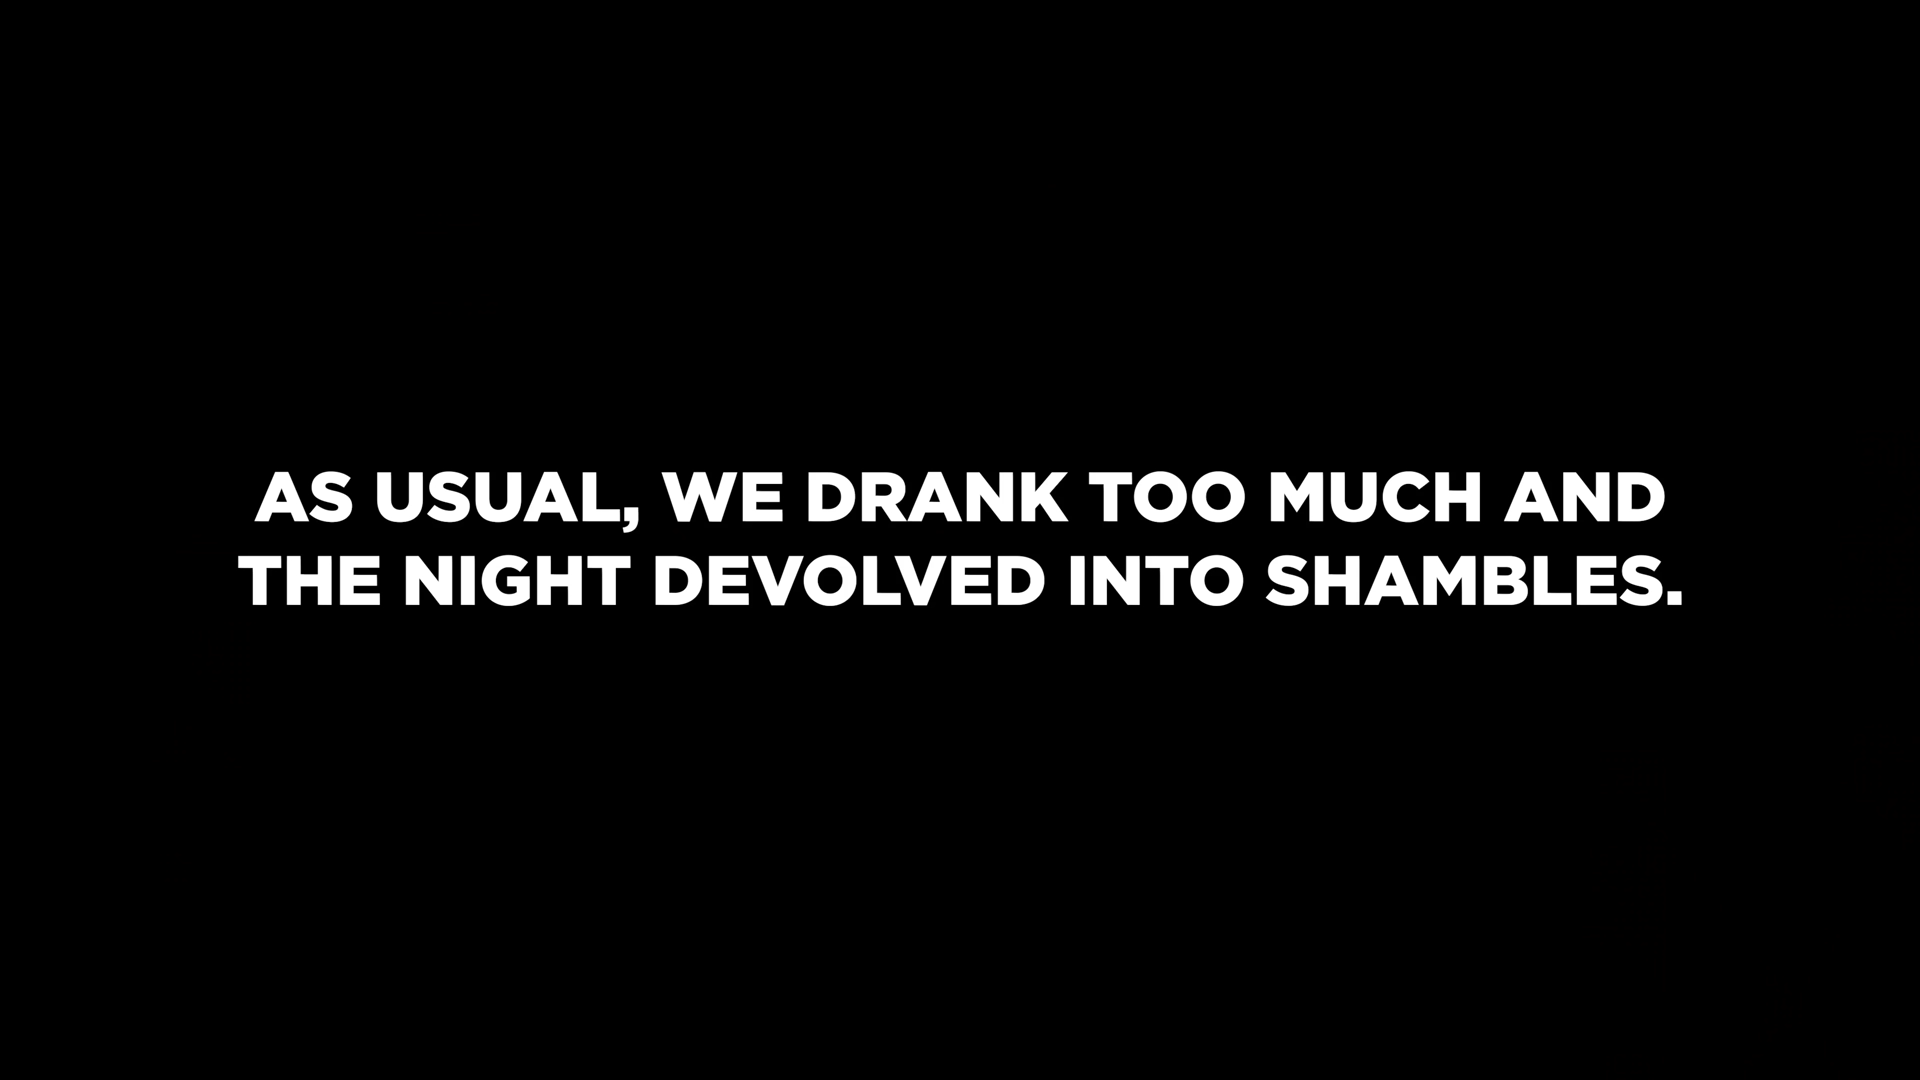 AS USUAL, WE DRANK TOO MUCH AND
THE NIGHT DEVOLVED INTO SHAMBLES.